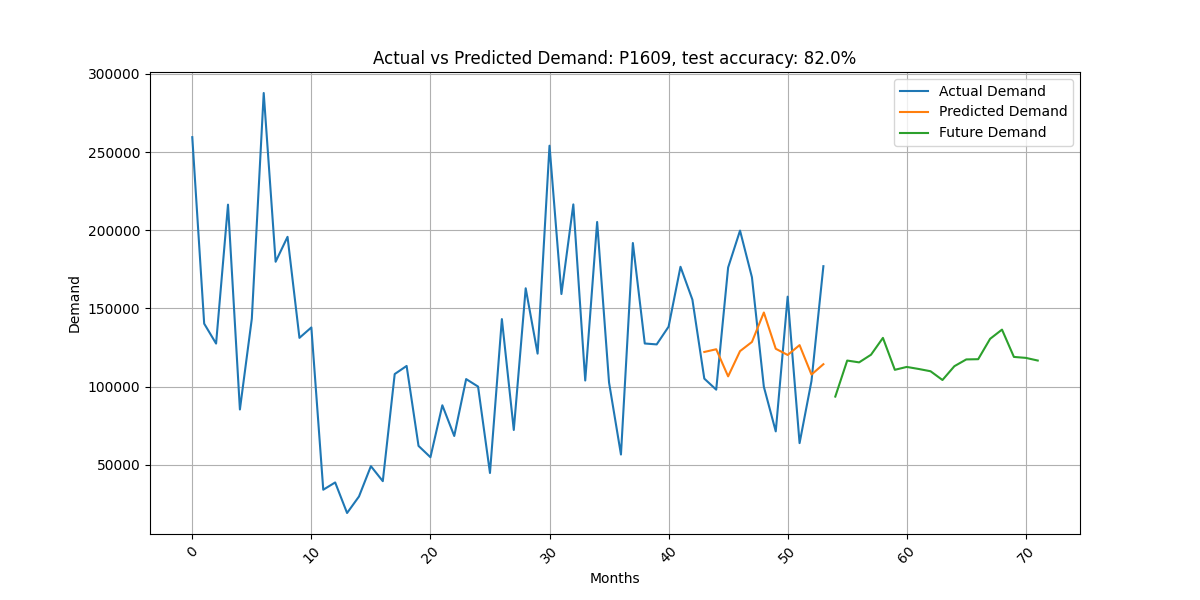 Actual vs Predicted Demand: P1609, test accuracy: 82.0%
Actual Demand
Predicted Demand
Future Demand
300000
250000
200000
150000
100000
50000
Demand
0
10
20
30
40
50
60
70
Months